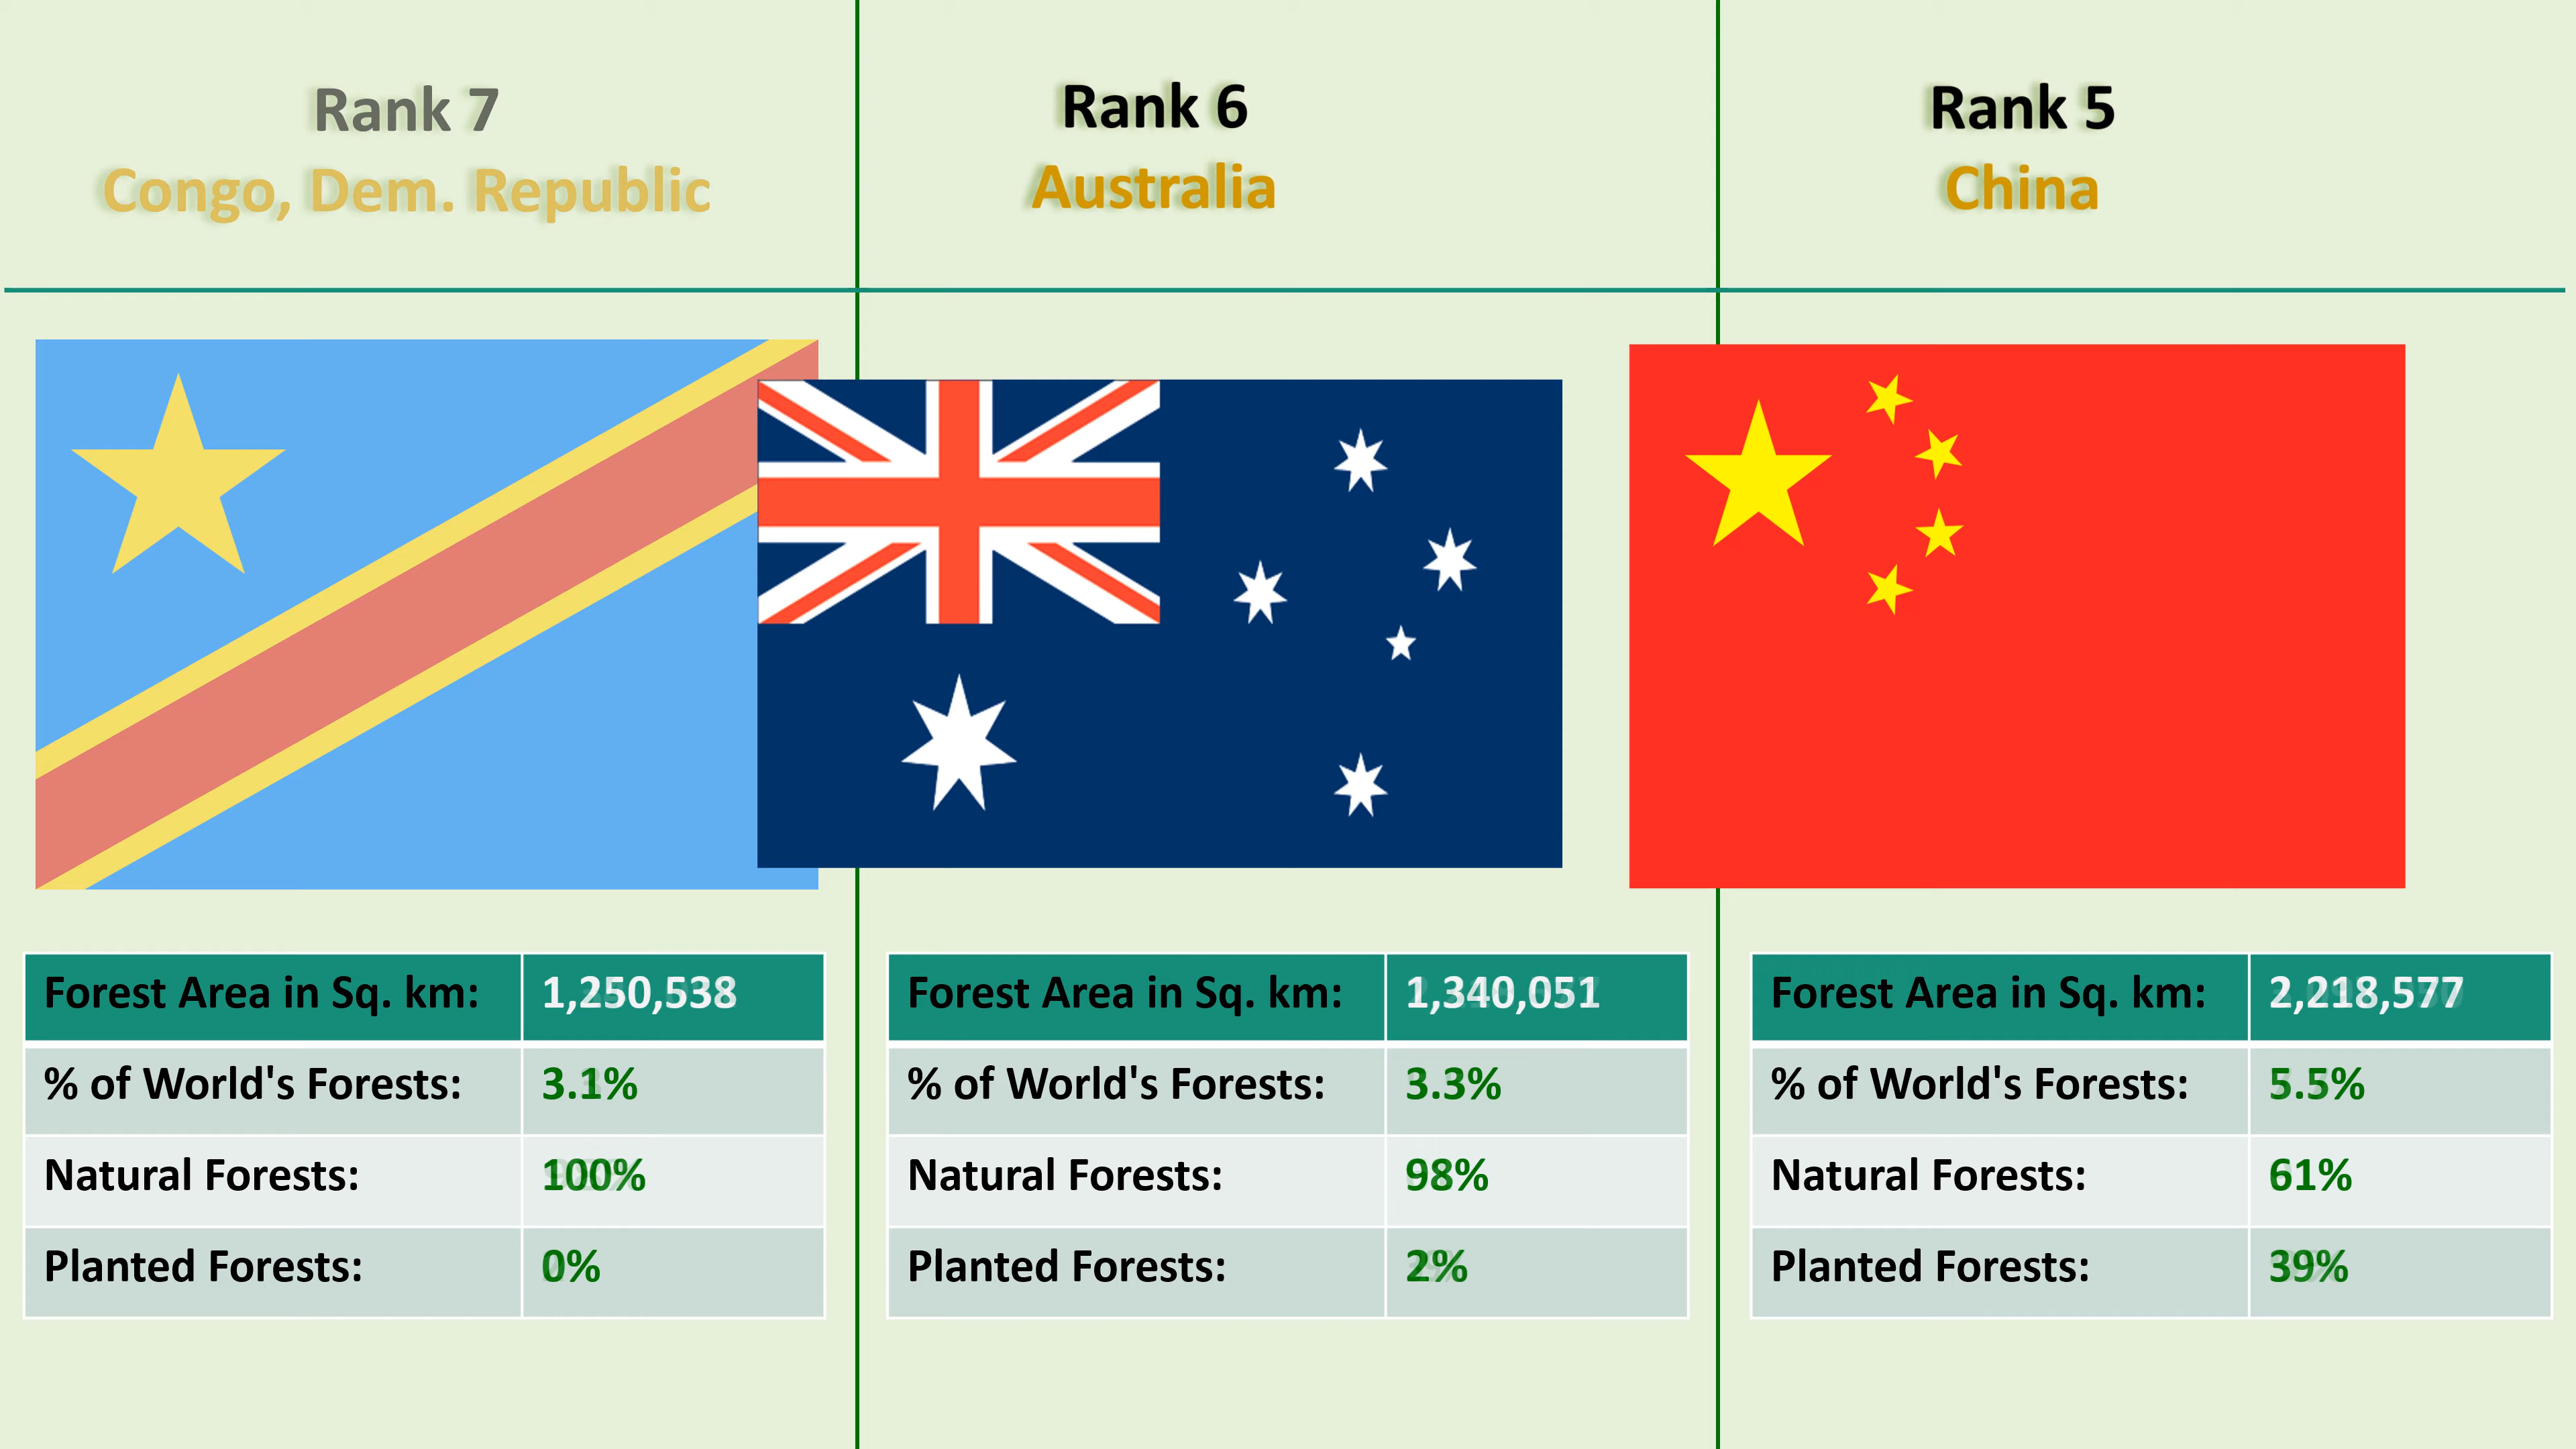 Rank 7
Congo, Dem. Republic
Forest Area in Sq. km: 1,250,538
% of World's Forests: 3.1%
Natural Forests: 100%
Planted Forests: 0%
Rank 6
Australia
Forest Area in Sq. km: 1,340,051
% of World's Forests: 3.3%
Natural Forests: 98%
Planted Forests: 2%
Rank 5
China
Forest Area in Sq. km: 2,218,577
% of World's Forests: 5.5%
Natural Forests: 61%
Planted Forests: 39%